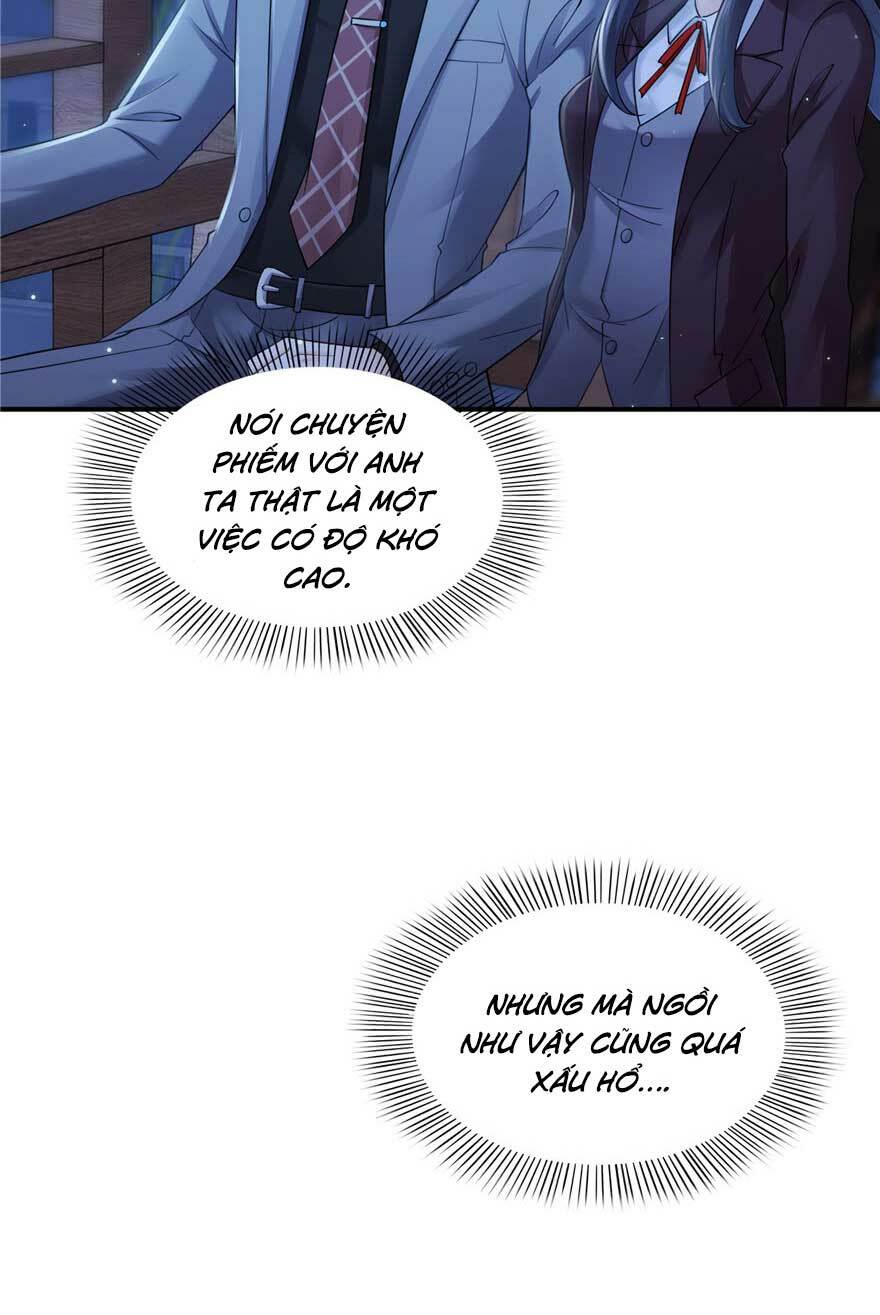 NÓI CHUYỆN
PHIẾM VỚI ANH
TA THẬT LÀ MỘT
VIỆC CÓ ĐỘ KHÓ
CAO.
NHƯNG MÀ NGỒI
NHƯ VẬY CŨNG QUÁ
XẤU HỔ....